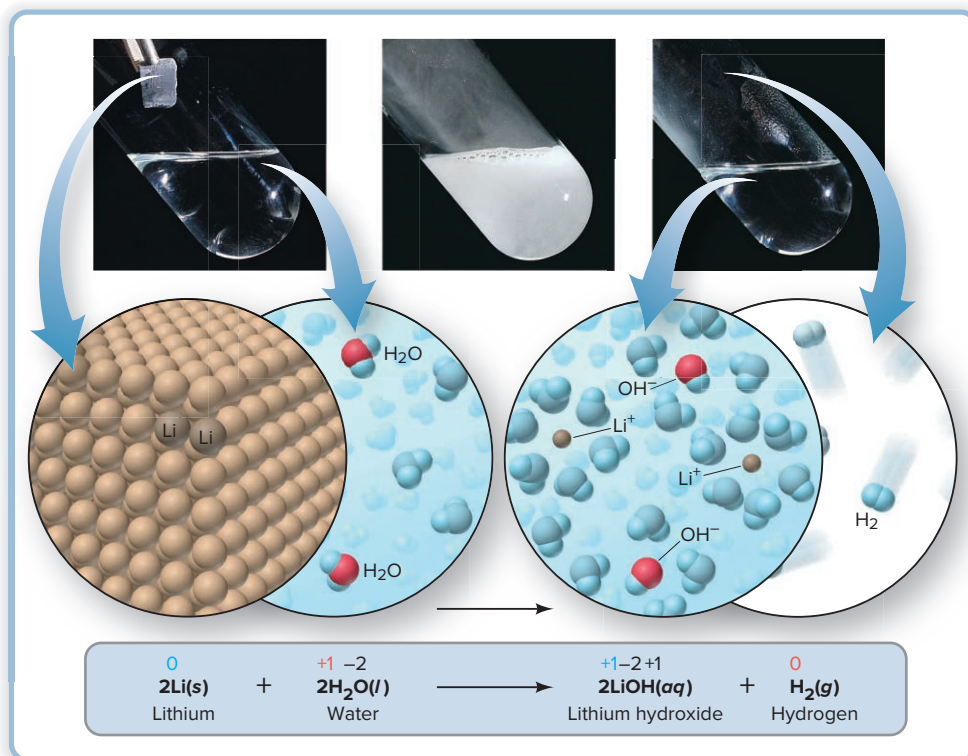 H₂O
Li Li
H₂O
OH⁻
Li⁺
Li⁺
OH⁻
H₂
0 +1 –2 +1–2+1 0
2Li(s) + 2H₂O(l) ⟶ 2LiOH(aq) + H₂(g)
Lithium Water Lithium hydroxide Hydrogen